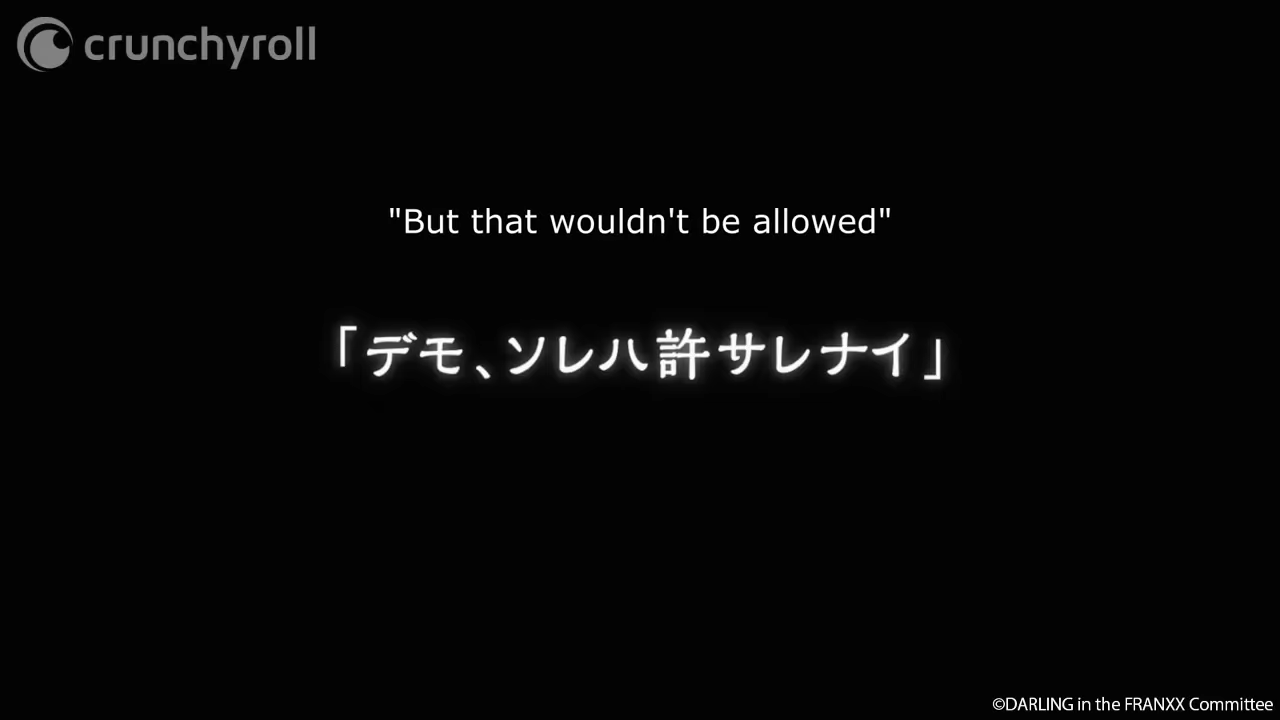 crunchyroll
"But that wouldn't be allowed"
「デモ、ソレハ許サレナイ」
©DARLING in the FRANXX Committee